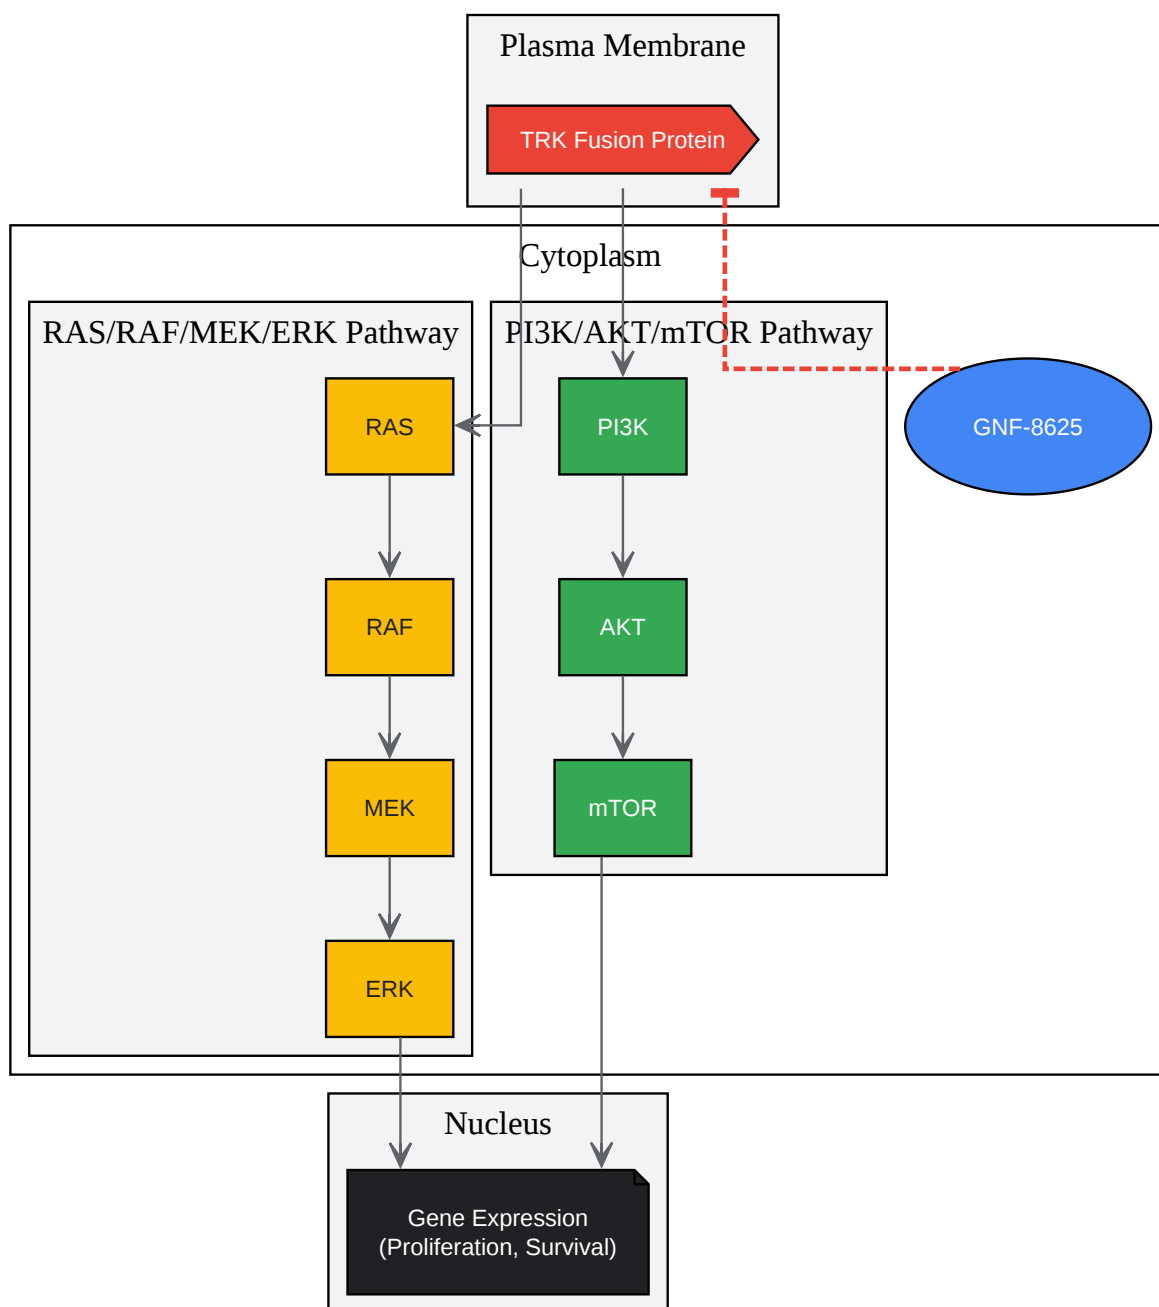 Plasma Membrane
TRK Fusion Protein
Cytoplasm
RAS/RAF/MEK/ERK Pathway
PI3K/AKT/mTOR Pathway
RAS
PI3K
GNF-8625
RAF
AKT
MEK
mTOR
ERK
Nucleus
Gene Expression
(Proliferation, Survival)